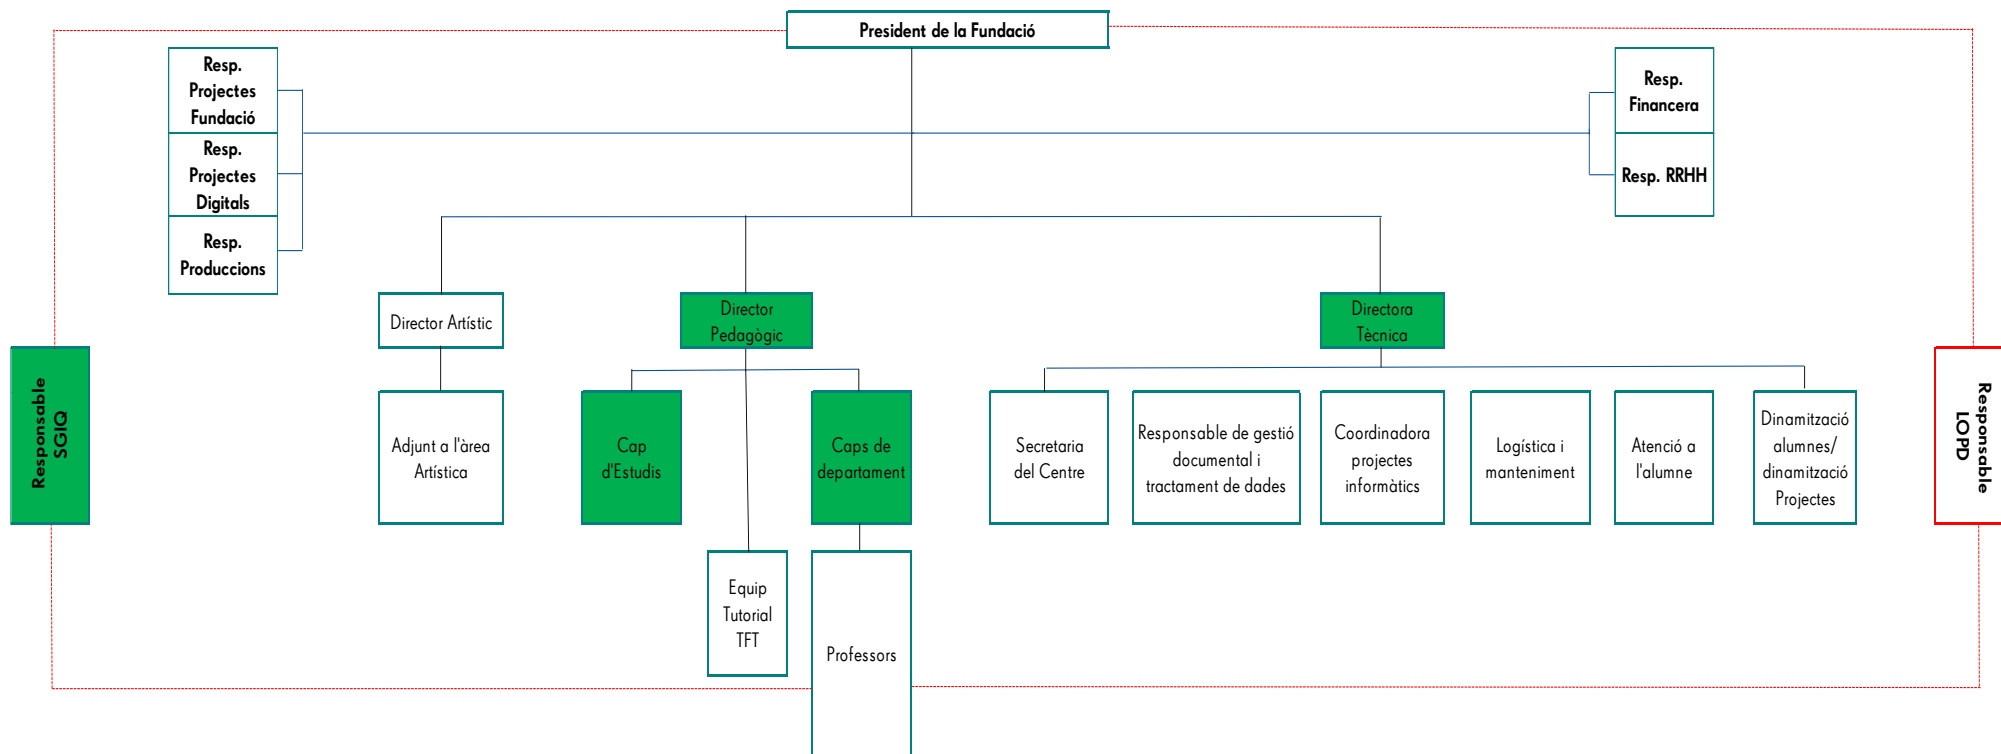 President de la Fundació
Resp.
Projectes
Fundació
Resp.
Projectes
Digitals
Resp.
Produccions
Resp.
Financera
Resp. RRHH
Director Artístic
Director
Pedagògic
Directora
Tècnica
Responsable
SGIQ
Adjunt a l'àrea
Artística
Cap
d'Estudis
Caps de
departament
Secretaria
del Centre
Responsable de gestió
documental i
tractament de dades
Coordinadora
projectes
informàtics
Logística i
manteniment
Atenció a
l'alumne
Dinamització
alumnes/
dinamització
Projectes
Responsable
LOPD
Equip
Tutorial
TFT
Professors